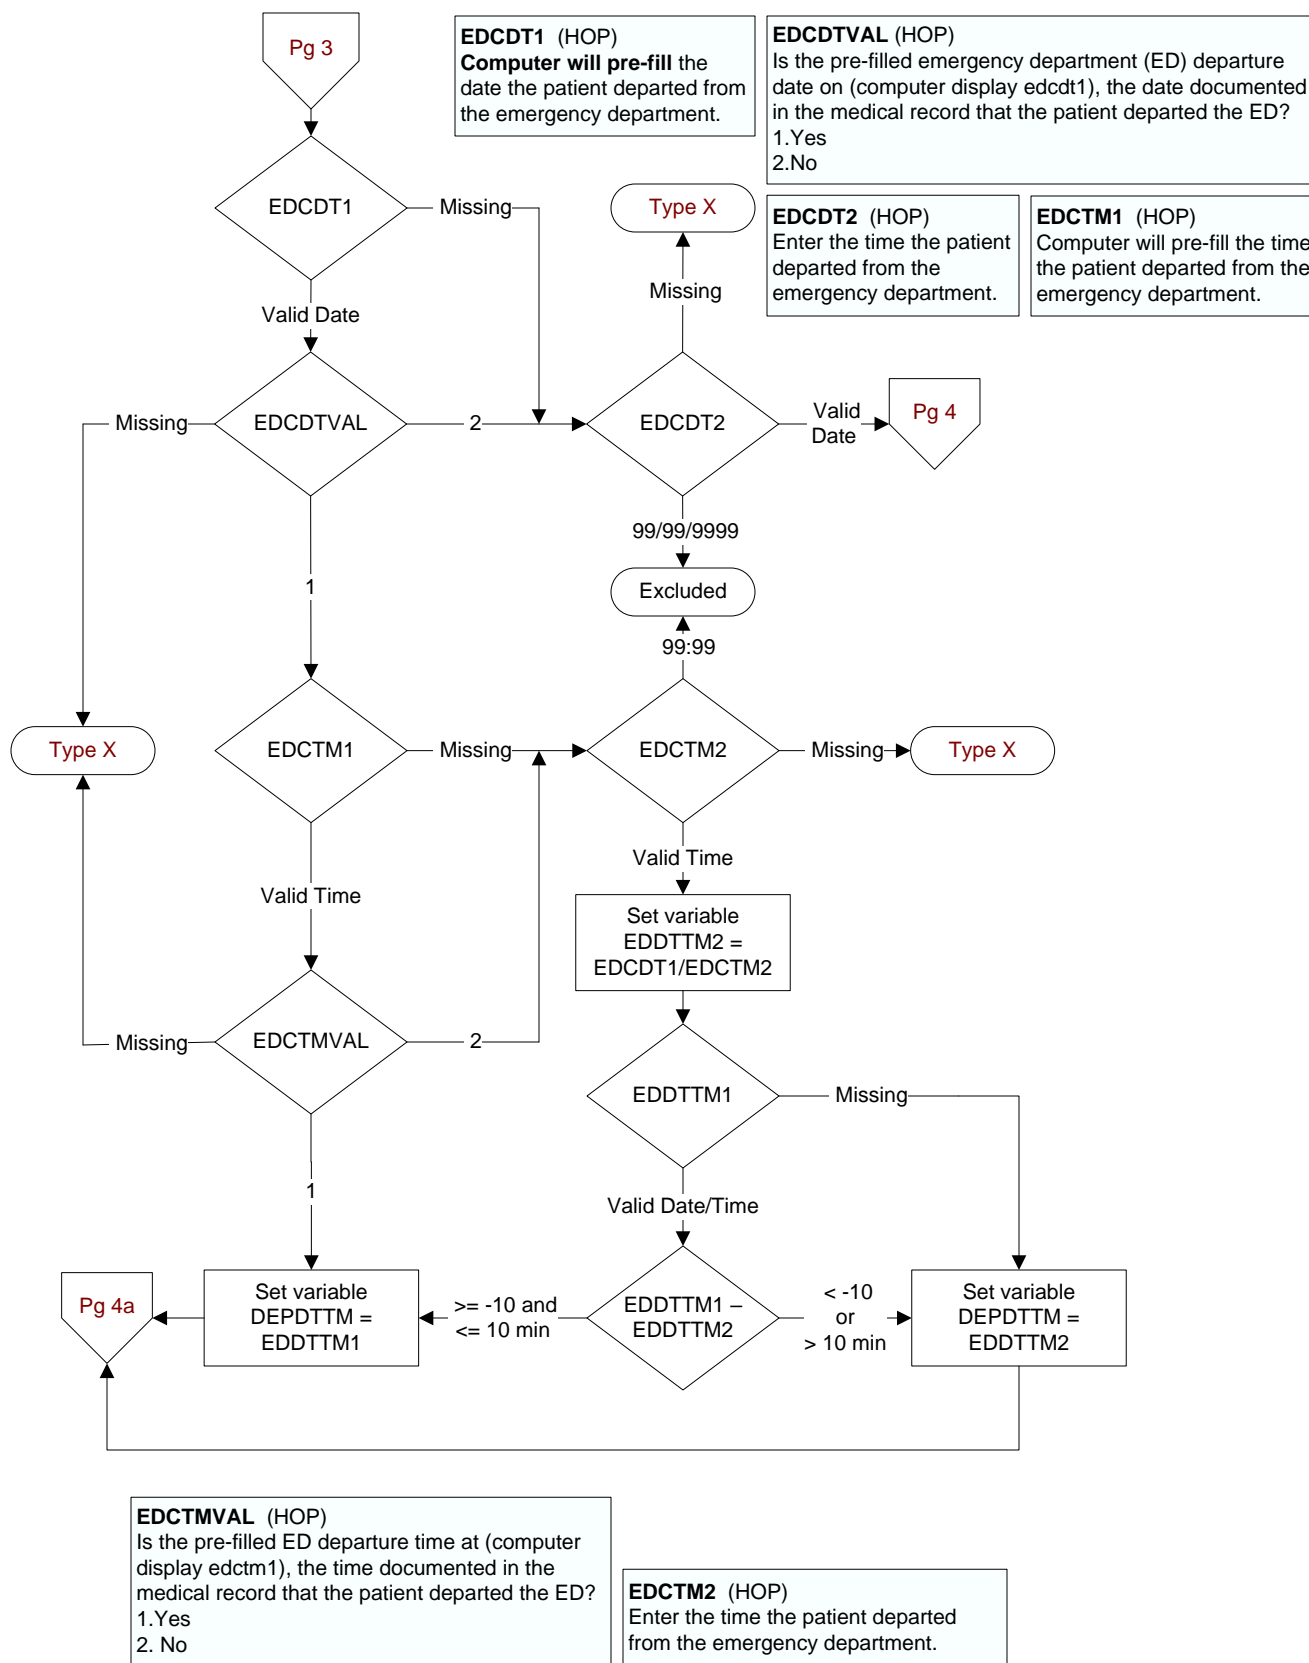 Pg 3
EDCDT1 (HOP)
Computer will pre-fill the
date the patient departed from
the emergency department.
EDCDTVAL (HOP)
Is the pre-filled emergency department (ED) departure
date on (computer display edcdt1), the date documented
in the medical record that the patient departed the ED?
1.Yes
2.No
EDCDT1
Missing
Type X
EDCDT2 (HOP)
Enter the time the patient
departed from the
emergency department.
EDCTM1 (HOP)
Computer will pre-fill the time
the patient departed from the
emergency department.
Missing
Valid Date
Missing
EDCDTVAL
2
EDCDT2
Valid
Date
Pg 4
99/99/9999
1
Excluded
99:99
Type X
EDCTM1
Missing
EDCTM2
Missing
Type X
Valid Time
Valid Time
Set variable
EDDTTM2 =
EDCDT1/EDCTM2
Missing
EDCTMVAL
2
EDDTTM1
Missing
1
Valid Date/Time
Pg 4a
Set variable
DEPDTTM =
EDDTTM1
>= -10 and
<= 10 min
EDDTTM1 –
EDDTTM2
< -10
or
> 10 min
Set variable
DEPDTTM =
EDDTTM2
EDCTMVAL (HOP)
Is the pre-filled ED departure time at (computer
display edctm1), the time documented in the
medical record that the patient departed the ED?
1.Yes
2. No
EDCTM2 (HOP)
Enter the time the patient departed
from the emergency department.